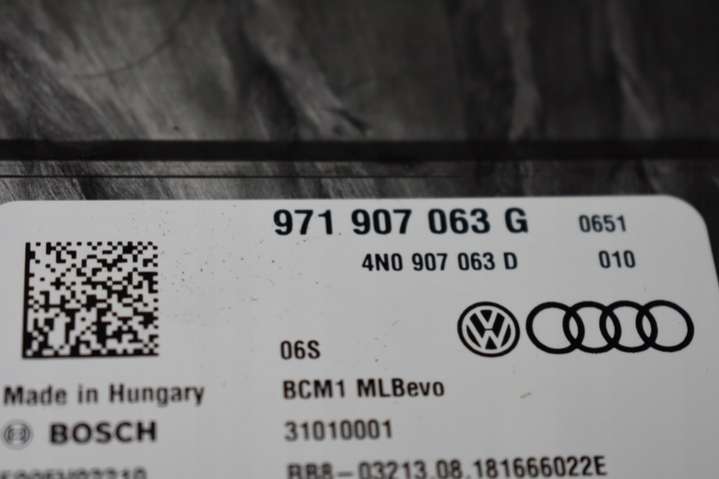 971 907 063 G 0651
4N0 907 063 D 010
06S
Made in Hungary BCM1 MLBevo
BOSCH 31010001